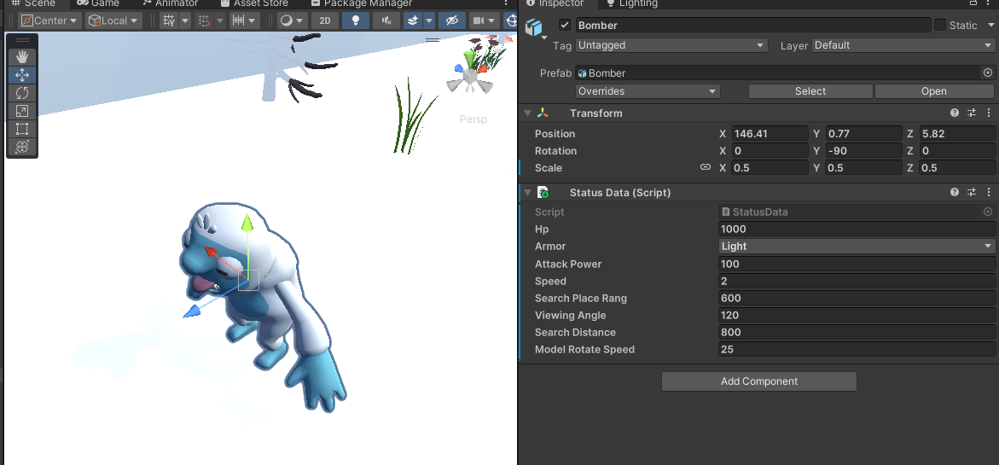 Scene Game Animator Asset Store Package Manager
Center Local 2D
Persp
Inspector Lighting
Bomber Static
Tag Untagged Layer Default
Prefab Bomber
Overrides Select Open
Transform
Position X 146.41 Y 0.77 Z 5.82
Rotation X 0 Y -90 Z 0
Scale X 0.5 Y 0.5 Z 0.5
Status Data (Script)
Script StatusData
Hp 1000
Armor Light
Attack Power 100
Speed 2
Search Place Rang 600
Viewing Angle 120
Search Distance 800
Model Rotate Speed 25
Add Component